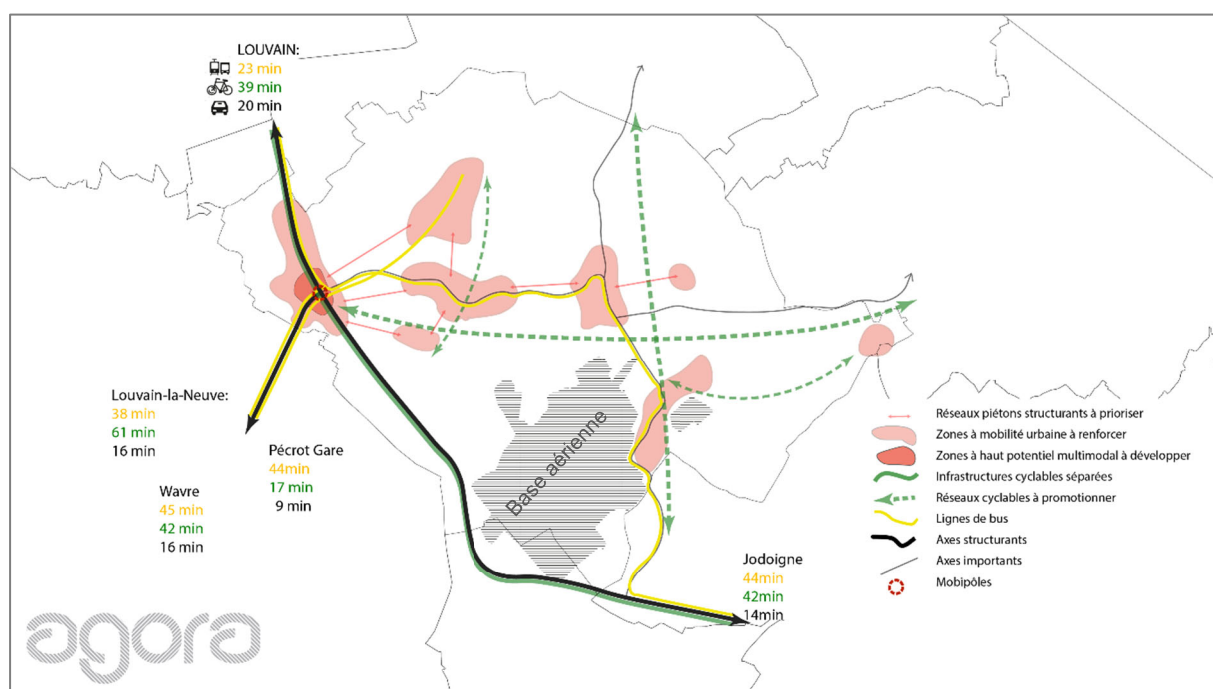 LOUVAIN:
23 min
39 min
20 min
Louvain-la-Neuve:
38 min
61 min
16 min
Pécrot Gare
44min
17 min
9 min
Wavre
45 min
42 min
16 min
Base aérienne
Jodoigne
44min
42min
14min
Réseaux piétons structurants à prioriser
Zones à mobilité urbaine à renforcer
Zones à haut potentiel multimodal à développer
Infrastructures cyclables séparées
Réseaux cyclables à promotionner
Lignes de bus
Axes structurants
Axes importants
Mobipôles
agora